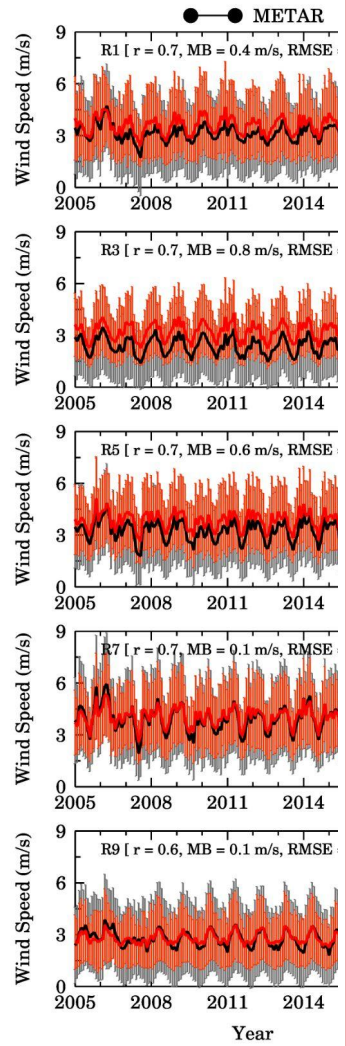 METAR
R1 [ r = 0.7, MB = 0.4 m/s, RMSE =
Wind Speed (m/s)
9
6
3
0
2005 2008 2011 2014
R3 [ r = 0.7, MB = 0.8 m/s, RMSE =
Wind Speed (m/s)
9
6
3
0
2005 2008 2011 2014
R5 [ r = 0.7, MB = 0.6 m/s, RMSE =
Wind Speed (m/s)
9
6
3
0
2005 2008 2011 2014
R7 [ r = 0.7, MB = 0.1 m/s, RMSE =
Wind Speed (m/s)
9
6
3
0
2005 2008 2011 2014
R9 [ r = 0.6, MB = 0.1 m/s, RMSE =
Wind Speed (m/s)
9
6
3
0
2005 2008 2011 2014
Year